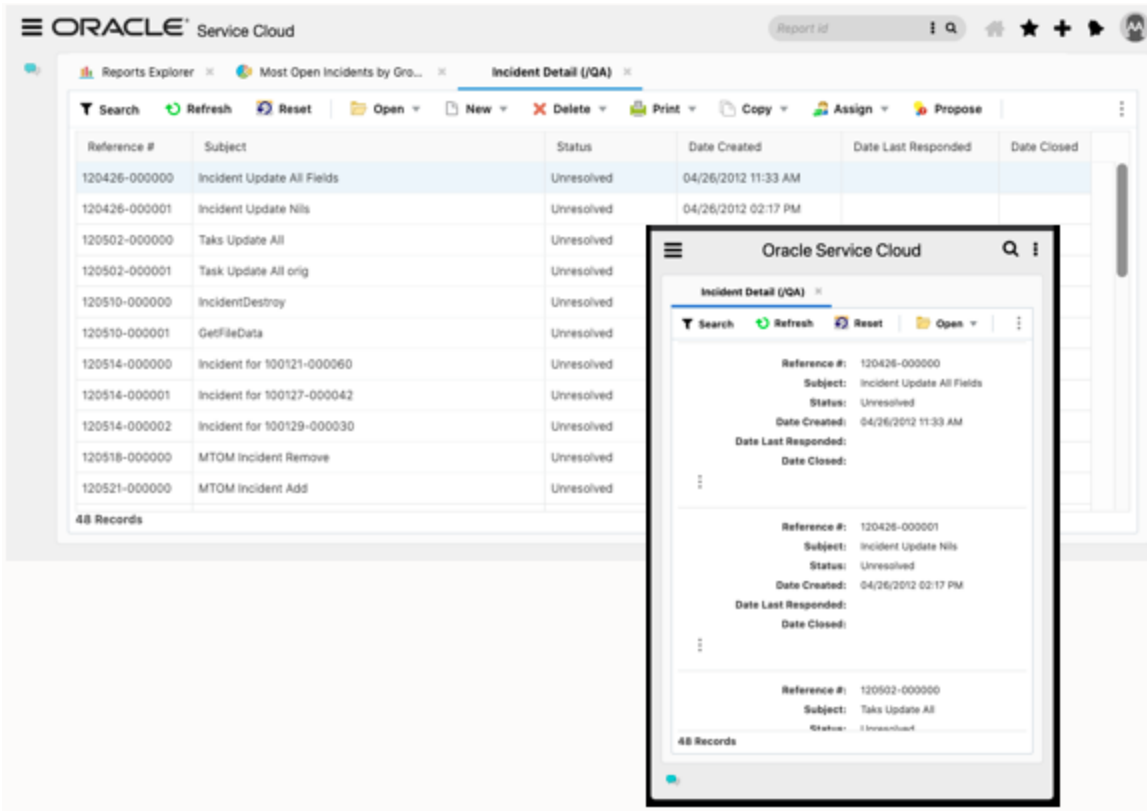 ORACLE Service Cloud Report id
Reports Explorer Most Open Incidents by Gro... Incident Detail (/QA)
Search Refresh Reset Open New Delete Print Copy Assign Propose
Reference # Subject Status Date Created Date Last Responded Date Closed
120426-000000 Incident Update All Fields Unresolved 04/26/2012 11:33 AM
120426-000001 Incident Update Nils Unresolved 04/26/2012 02:17 PM
120502-000000 Taks Update All Unresolved
120502-000001 Task Update All orig Unresolved
120510-000000 IncidentDestroy Unresolved
120510-000001 GetFileData Unresolved
120514-000000 Incident for 100121-000060 Unresolved
120514-000001 Incident for 100127-000042 Unresolved
120514-000002 Incident for 100129-000030 Unresolved
120518-000000 MTOM Incident Remove Unresolved
120521-000000 MTOM Incident Add Unresolved
48 Records
Oracle Service Cloud
Incident Detail (/QA)
Search Refresh Reset Open
Reference #: 120426-000000
Subject: Incident Update All Fields
Status: Unresolved
Date Created: 04/26/2012 11:33 AM
Date Last Responded:
Date Closed:
Reference #: 120426-000001
Subject: Incident Update Nils
Status: Unresolved
Date Created: 04/26/2012 02:17 PM
Date Last Responded:
Date Closed:
Reference #: 120502-000000
Subject: Taks Update All
Status: Unresolved
48 Records